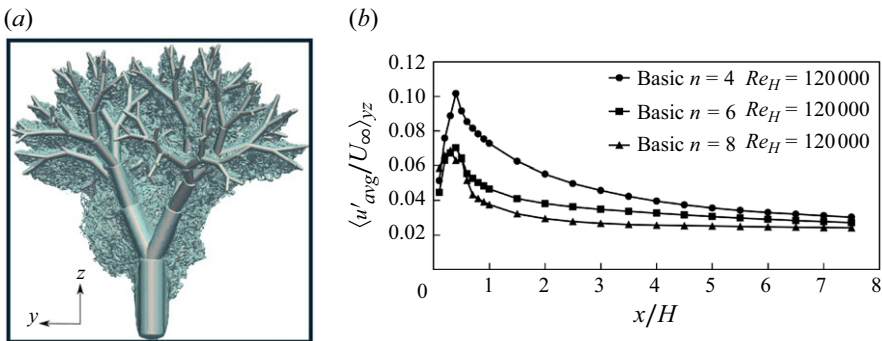 (a)
z
y
(b)
⟨u′avg/U∞⟩yz
0.12
0.10
0.08
0.06
0.04
0.02
0
1
2
3
4
5
6
7
8
x/H
Basic n = 4 ReH = 120 000
Basic n = 6 ReH = 120 000
Basic n = 8 ReH = 120 000